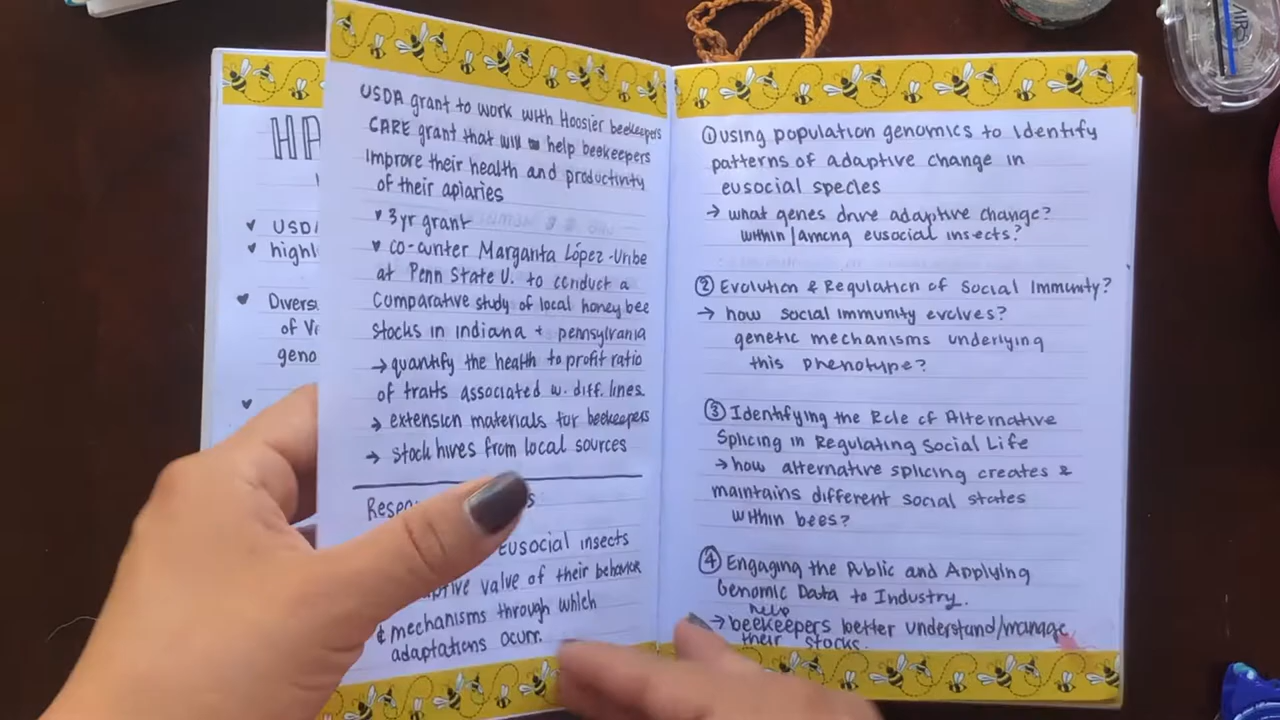 HA
USDA
highl
Divers
of Va
geno
USDA grant to work with Hoosier beekeepers
CARE grant that will help beekeepers
Improve their health and productivity
of their apiaries
3yr grant
co-wnter Margarita López-Uribe
at Penn State U. to conduct a
comparative study of local honey bee
stocks in Indiana + pennsylvania
→ quantify the health to profit ratio
of traits associated w. diff. lines
→ extension materials for beekeepers
→ stock hives from local sources
Resea s
Eusocial insects
ptive value of their behavior
& mechanisms through which
adaptations ocurr.
① using population genomics to Identify
patterns of adaptive change in
eusocial species
→ what genes drive adaptive change?
within/among eusocial insects?
② Evolution & Regulation of Social Immunity?
→ how social immunity evolves?
genetic mechanisms underlying
this phenotype?
③ Identifying the Role of Alternative
Splicing in Regulating Social Life
→ how alternative splicing creates &
maintains different social states
within bees?
④ Engaging the Public and Applying
Genomic Data to Industry.
help
→ beekeepers better understand/manage
their stocks.